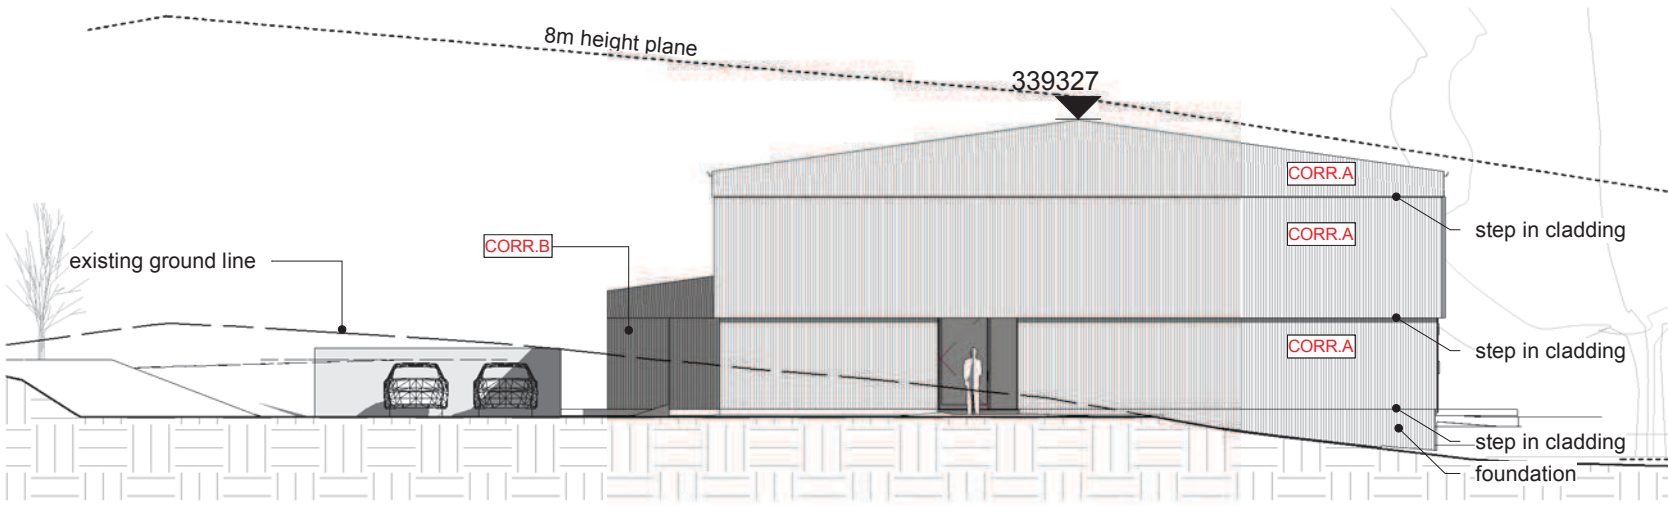 8m height plane
339327
CORR.A
step in cladding
CORR.A
CORR.B
existing ground line
step in cladding
CORR.A
step in cladding
foundation